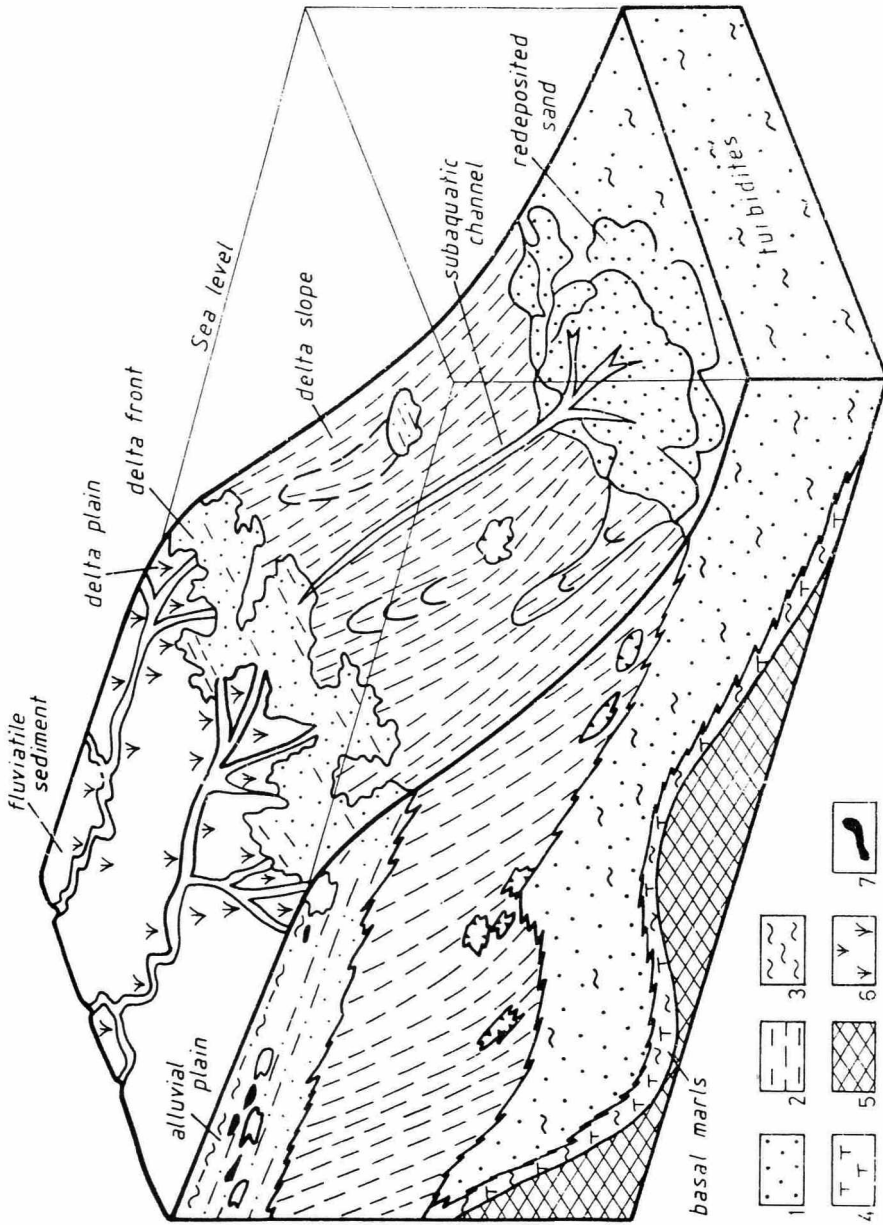 fluviatile
sediment
delta plain
delta front
Sea level
delta slope
subaquatic
channel
redeposited
sand
alluvial
plain
turbidites
basal marls
1
2
3
4
5
6
7